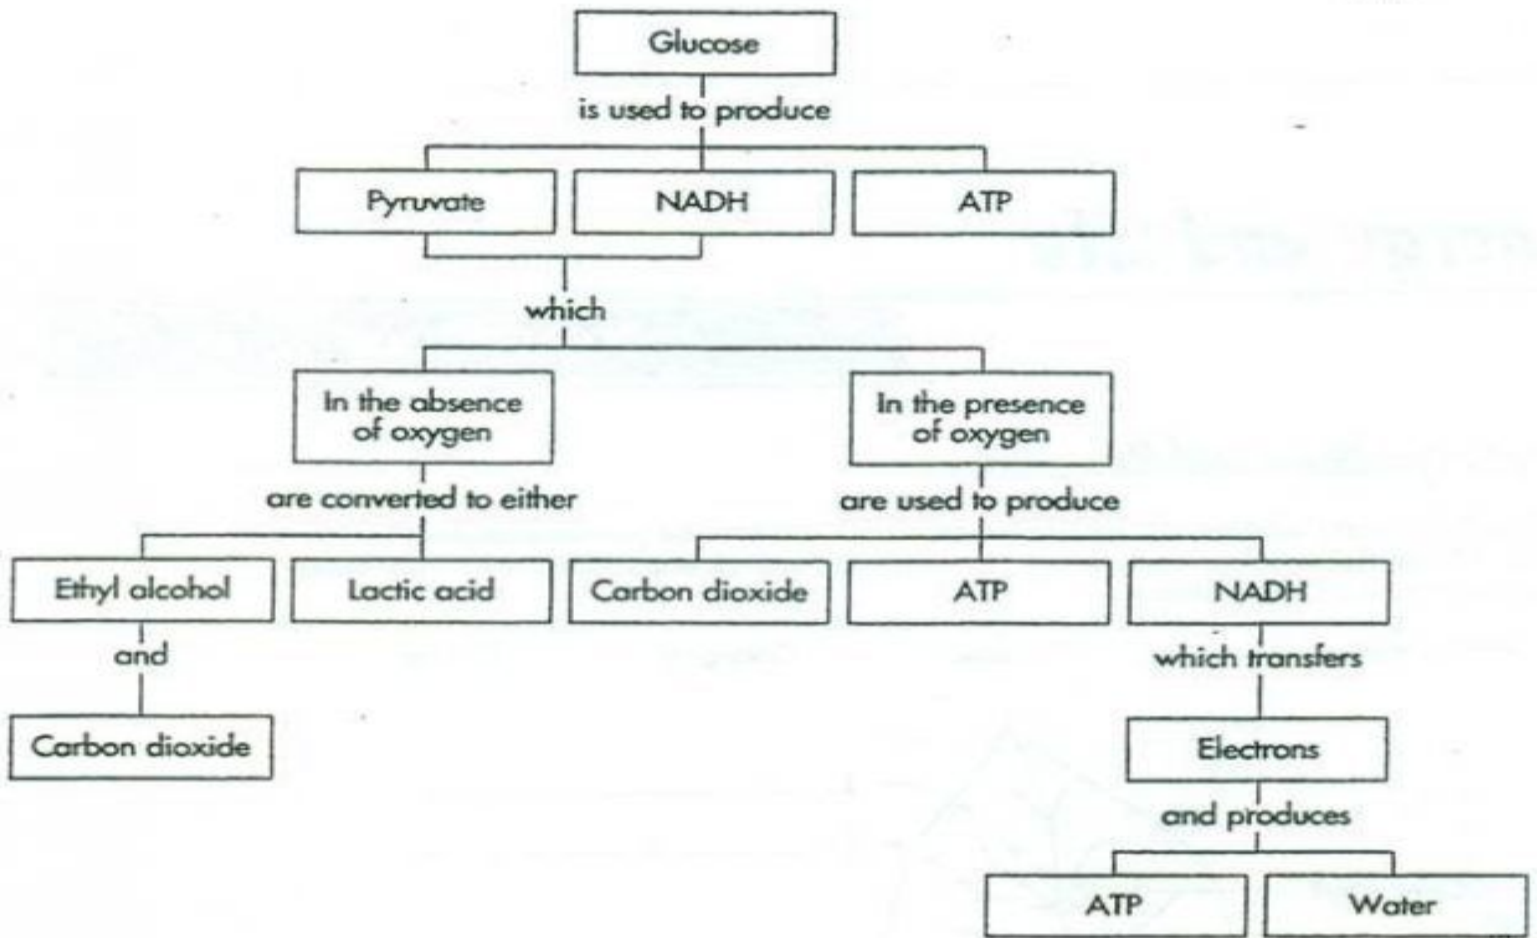 Glucose
is used to produce
Pyruvate
NADH
ATP
which
In the absence
of oxygen
In the presence
of oxygen
are converted to either
are used to produce
Ethyl alcohol
Lactic acid
Carbon dioxide
ATP
NADH
and
which transfers
Carbon dioxide
Electrons
and produces
ATP
Water